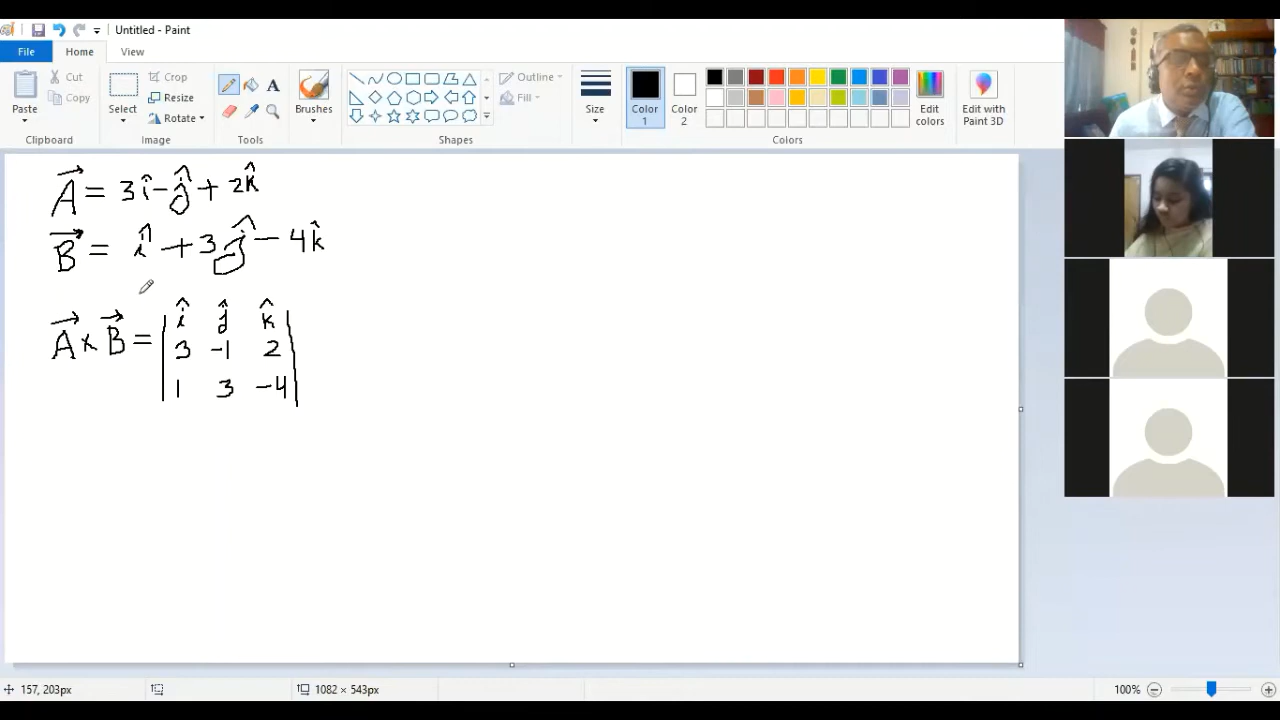 Untitled - Paint
File Home View
Paste Cut Copy Clipboard
Select Crop Resize Rotate Image
Tools
Brushes
Outline Fill Shapes
Size
Color 1 Color 2 Edit colors Edit with Paint 3D Colors
A⃗ = 3î - ĵ + 2k̂
B⃗ = î + 3ĵ - 4k̂
A⃗ × B⃗ = | î ĵ k̂ |
| 3 -1 2 |
| 1 3 -4 |
157, 203px 1082 × 543px 100%